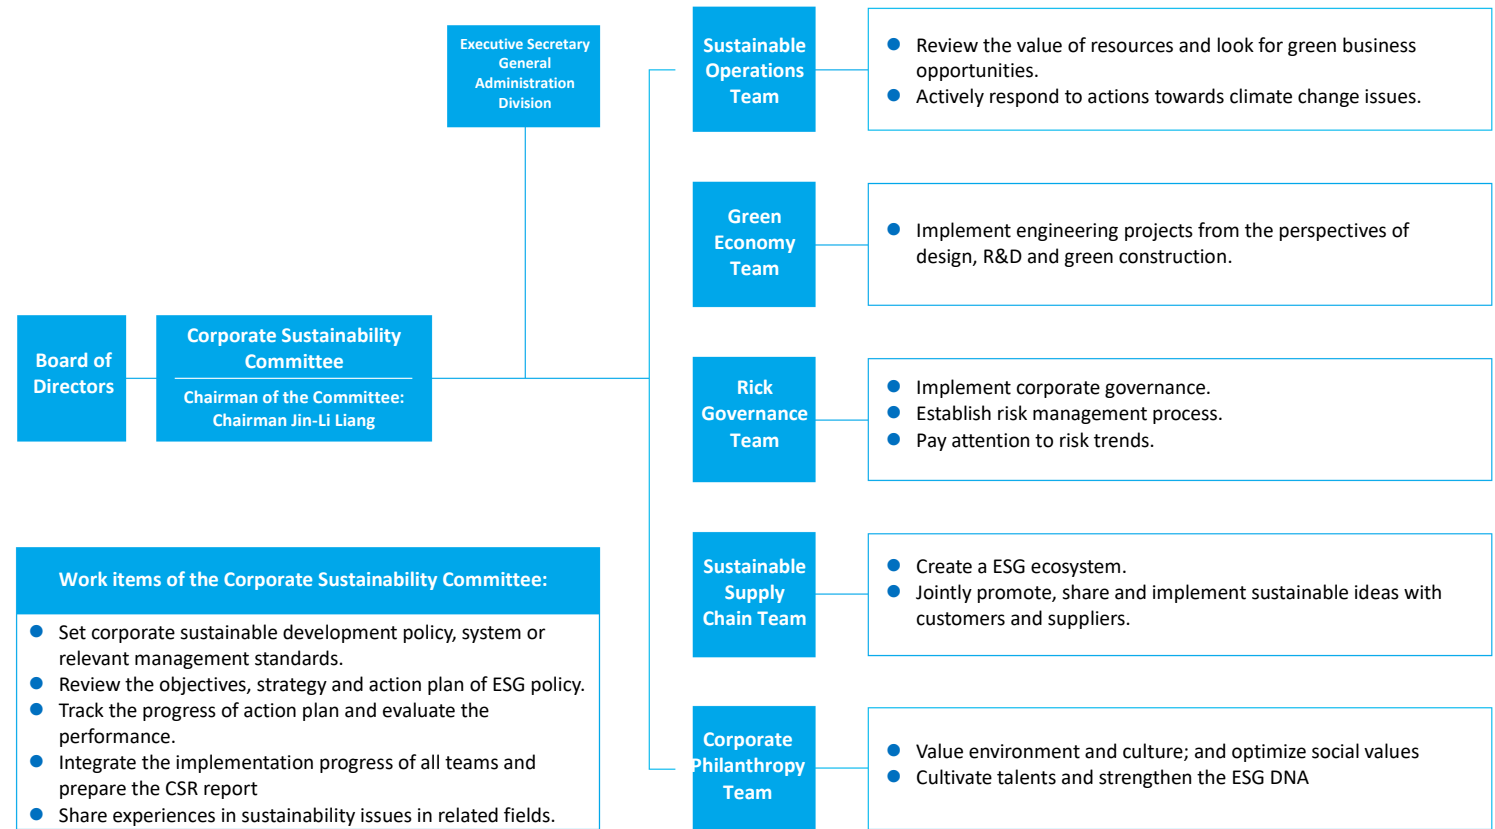 Executive Secretary
General
Administration
Division
Board of
Directors
Corporate Sustainability
Committee
Chairman of the Committee:
Chairman Jin-Li Liang
Sustainable
Operations
Team
● Review the value of resources and look for green business
opportunities.
● Actively respond to actions towards climate change issues.
Green
Economy
Team
● Implement engineering projects from the perspectives of
design, R&D and green construction.
Rick
Governance
Team
● Implement corporate governance.
● Establish risk management process.
● Pay attention to risk trends.
Sustainable
Supply
Chain Team
● Create a ESG ecosystem.
● Jointly promote, share and implement sustainable ideas with
customers and suppliers.
Corporate
Philanthropy
Team
● Value environment and culture; and optimize social values
● Cultivate talents and strengthen the ESG DNA
Work items of the Corporate Sustainability Committee:
● Set corporate sustainable development policy, system or
relevant management standards.
● Review the objectives, strategy and action plan of ESG policy.
● Track the progress of action plan and evaluate the
performance.
● Integrate the implementation progress of all teams and
prepare the CSR report
● Share experiences in sustainability issues in related fields.